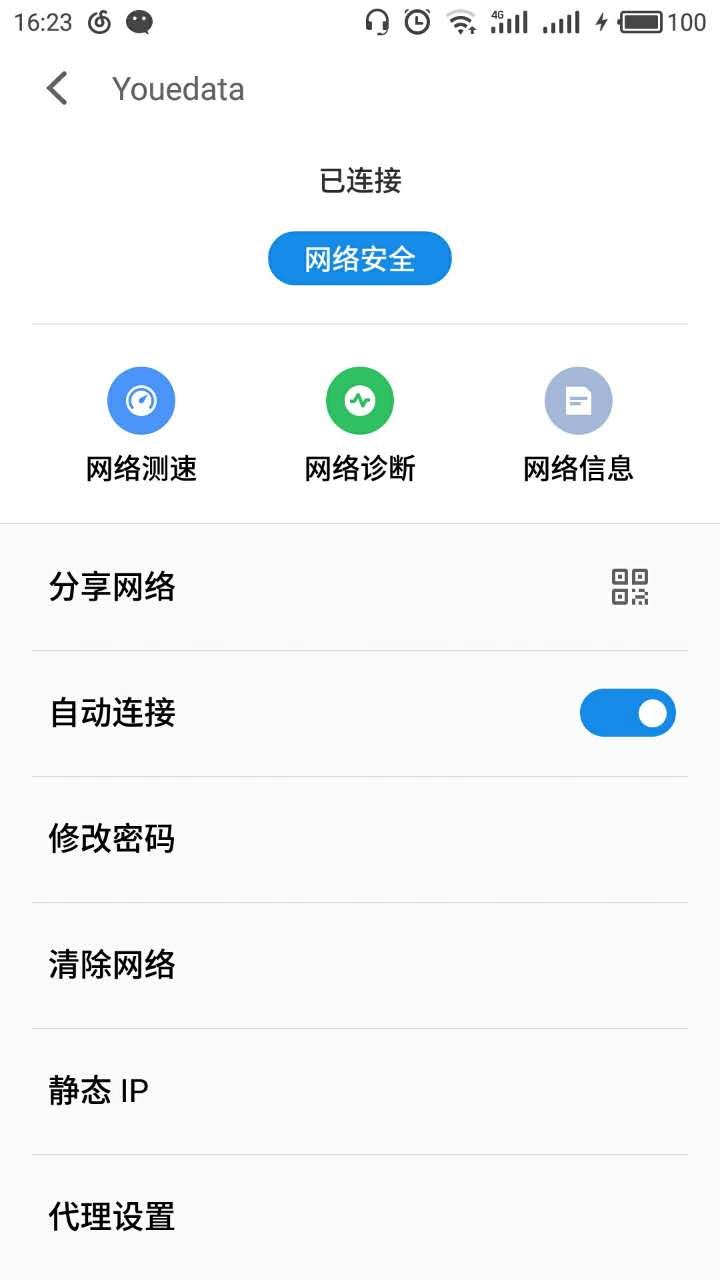 16:23 4G 100
Youedata
已连接
网络安全
网络测速 网络诊断 网络信息
分享网络
自动连接
修改密码
清除网络
静态 IP
代理设置